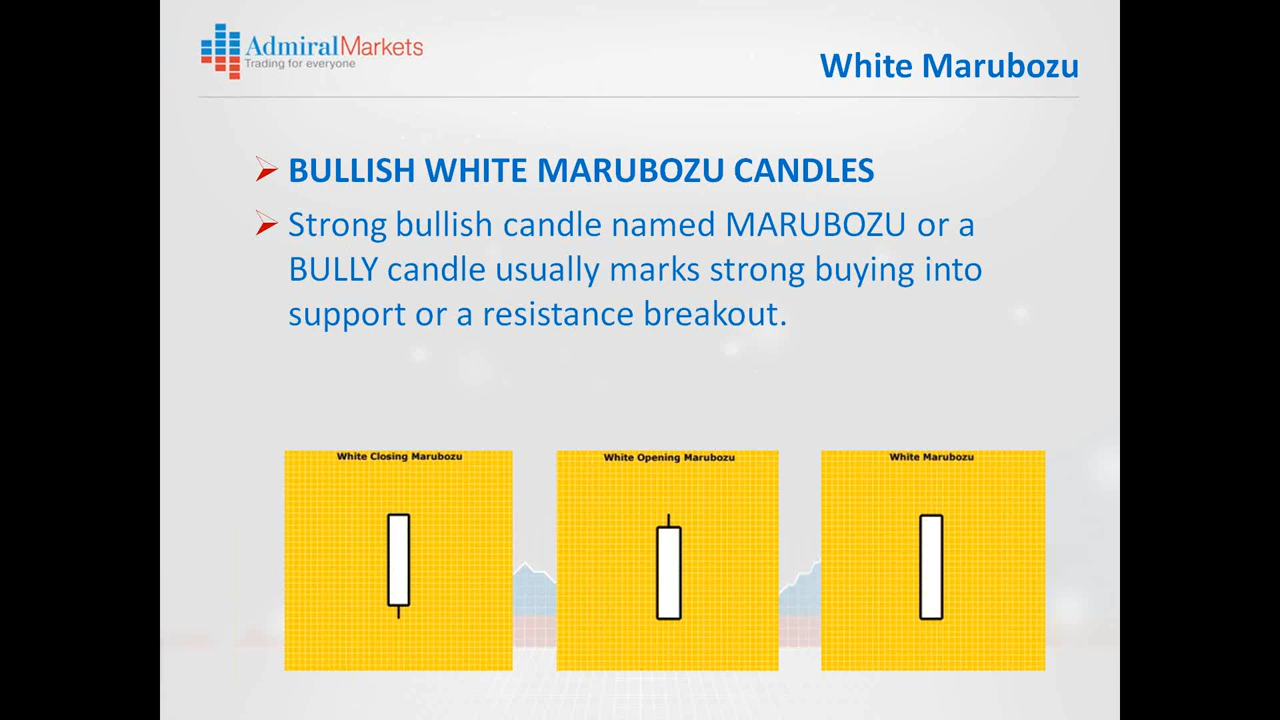 AdmiralMarkets
Trading for everyone
White Marubozu
BULLISH WHITE MARUBOZU CANDLES
Strong bullish candle named MARUBOZU or a
BULLY candle usually marks strong buying into
support or a resistance breakout.
White Closing Marubozu
White Opening Marubozu
White Marubozu